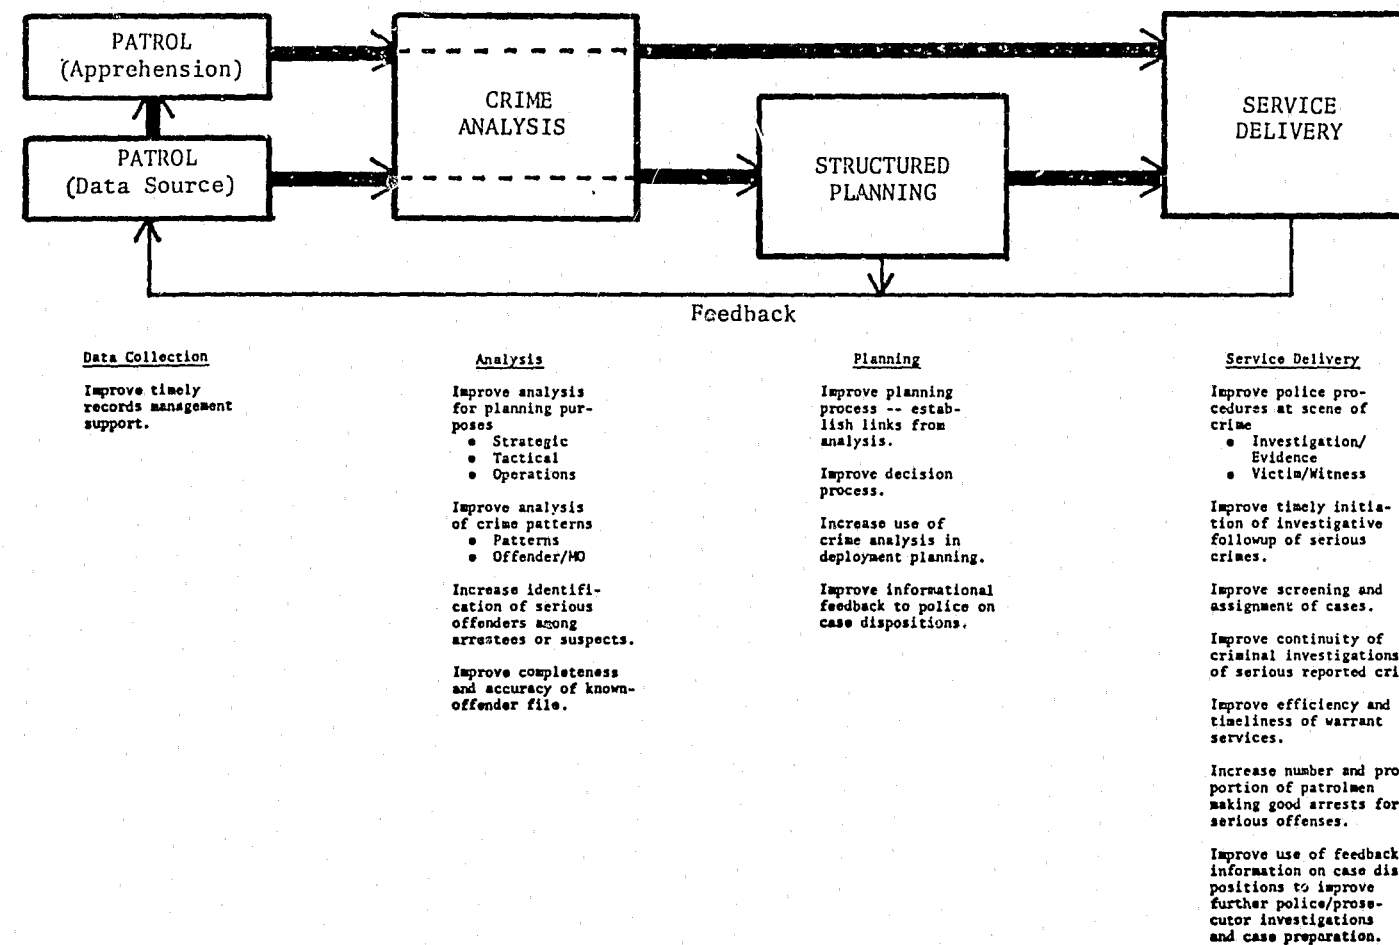 PATROL
(Apprehension)
PATROL
(Data Source)
CRIME
ANALYSIS
STRUCTURED
PLANNING
SERVICE
DELIVERY
Feedback
Data Collection
Improve timely
records management
support.
Analysis
Improve analysis
for planning pur-
poses
• Strategic
• Tactical
• Operations
Improve analysis
of crime patterns
• Patterns
• Offender/MO
Increase identifi-
cation of serious
offenders among
arrestees or suspects.
Improve completeness
and accuracy of known-
offender file.
Planning
Improve planning
process -- estab-
lish links from
analysis.
Improve decision
process.
Increase use of
crime analysis in
deployment planning.
Improve informational
feedback to police on
case dispositions.
Service Delivery
Improve police pro-
cedures at scene of
crime
• Investigation/
Evidence
• Victim/Witness
Improve timely initia-
tion of investigative
followup of serious
crimes.
Improve screening and
assignment of cases.
Improve continuity of
criminal investigations
of serious reported cri
Improve efficiency and
timeliness of warrant
services.
Increase number and pro
portion of patrolmen
making good arrests for
serious offenses.
Improve use of feedback
information on case dis
positions to improve
further police/prose-
cutor investigations
and case preparation.